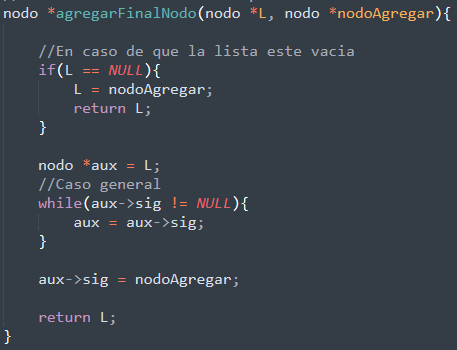 nodo *agregarFinalNodo(nodo *L, nodo *nodoAgregar){
//En caso de que la lista este vacia
if(L == NULL){
L = nodoAgregar;
return L;
}
nodo *aux = L;
//Caso general
while(aux->sig != NULL){
aux = aux->sig;
}
aux->sig = nodoAgregar;
return L;
}